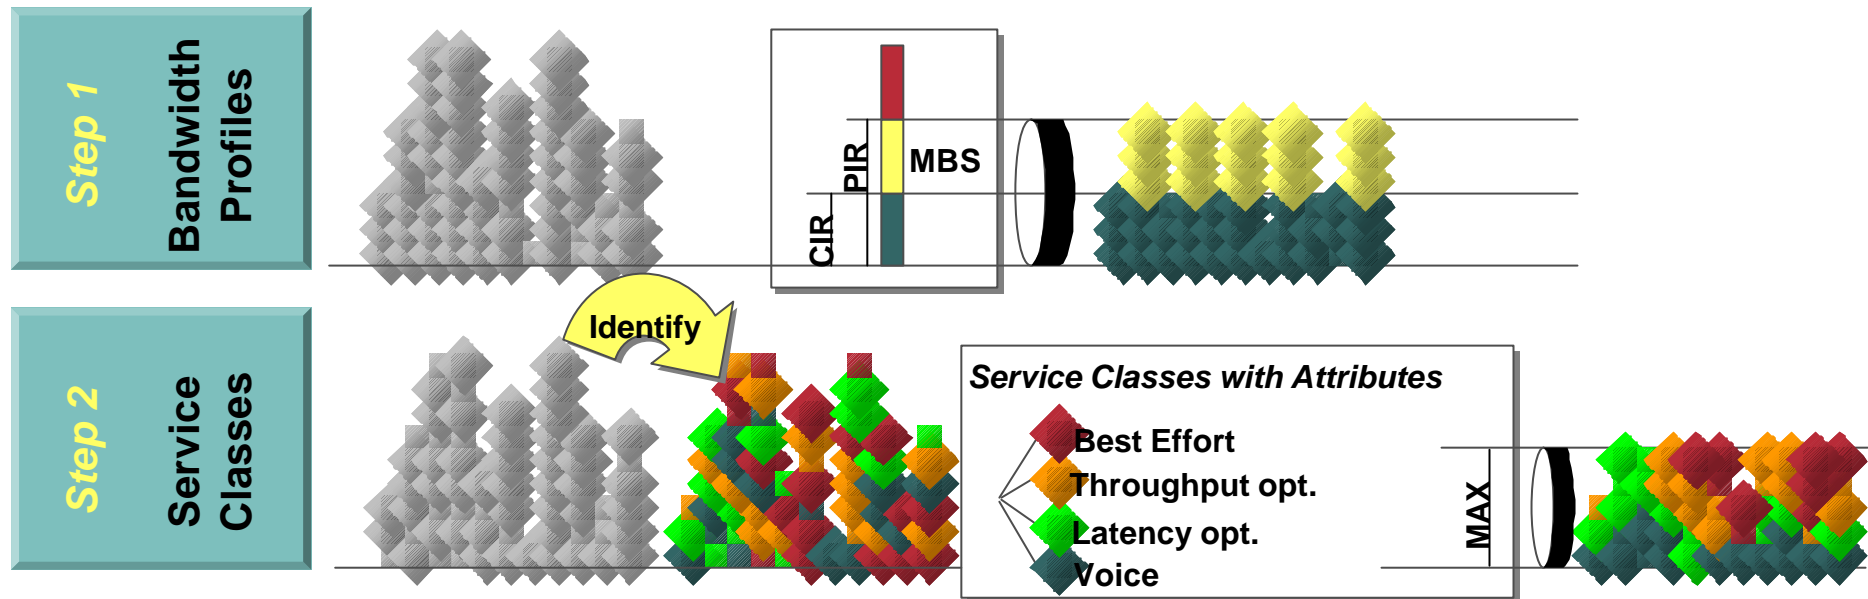 Step 1
Bandwidth
Profiles
PIR
MBS
CIR
Identify
Step 2
Service
Classes
Service Classes with Attributes
Best Effort
Throughput opt.
Latency opt.
Voice
MAX